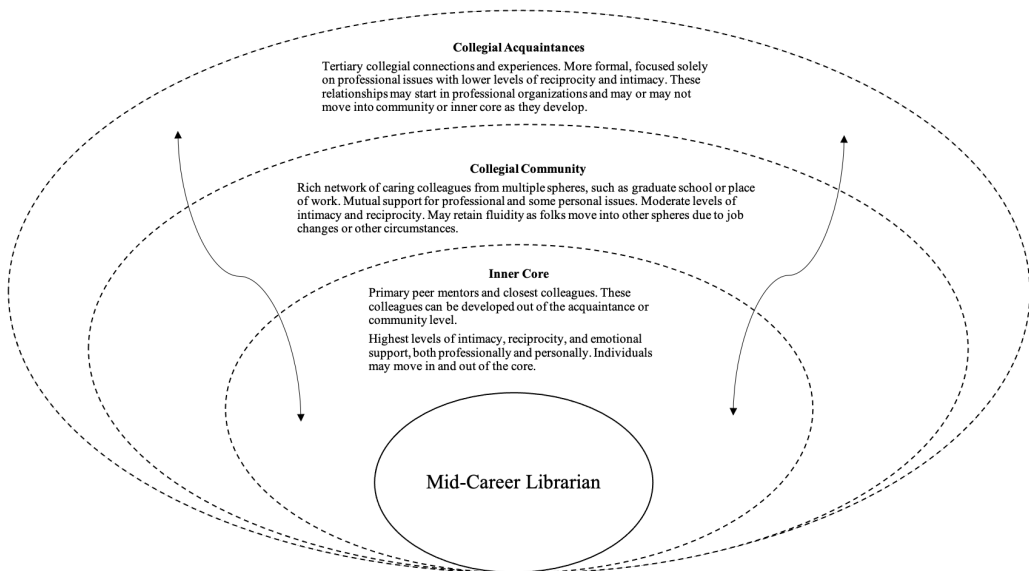 Collegial Acquaintances
Tertiary collegial connections and experiences. More formal, focused solely
on professional issues with lower levels of reciprocity and intimacy. These
relationships may start in professional organizations and may or may not
move into community or inner core as they develop.
Collegial Community
Rich network of caring colleagues from multiple spheres, such as graduate school or place
of work. Mutual support for professional and some personal issues. Moderate levels of
intimacy and reciprocity. May retain fluidity as folks move into other spheres due to job
changes or other circumstances.
Inner Core
Primary peer mentors and closest colleagues. These
colleagues can be developed out of the acquaintance or
community level.
Highest levels of intimacy, reciprocity, and emotional
support, both professionally and personally. Individuals
may move in and out of the core.
Mid-Career Librarian